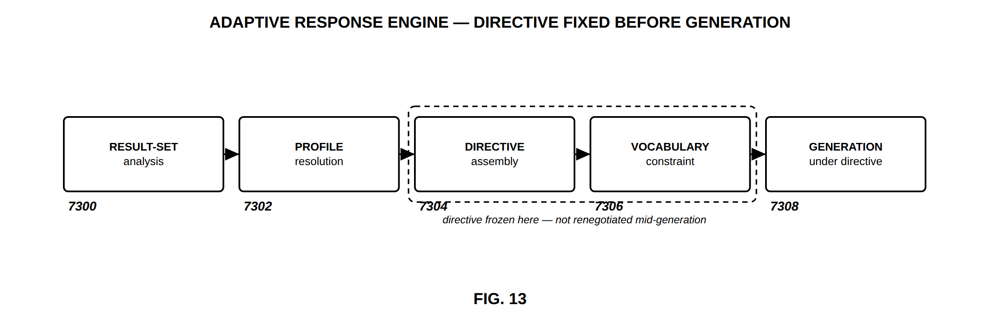 ADAPTIVE RESPONSE ENGINE — DIRECTIVE FIXED BEFORE GENERATION
RESULT-SET
analysis
PROFILE
resolution
DIRECTIVE
assembly
VOCABULARY
constraint
GENERATION
under directive
7300
7302
7304
7306
7308
directive frozen here — not renegotiated mid-generation
FIG. 13